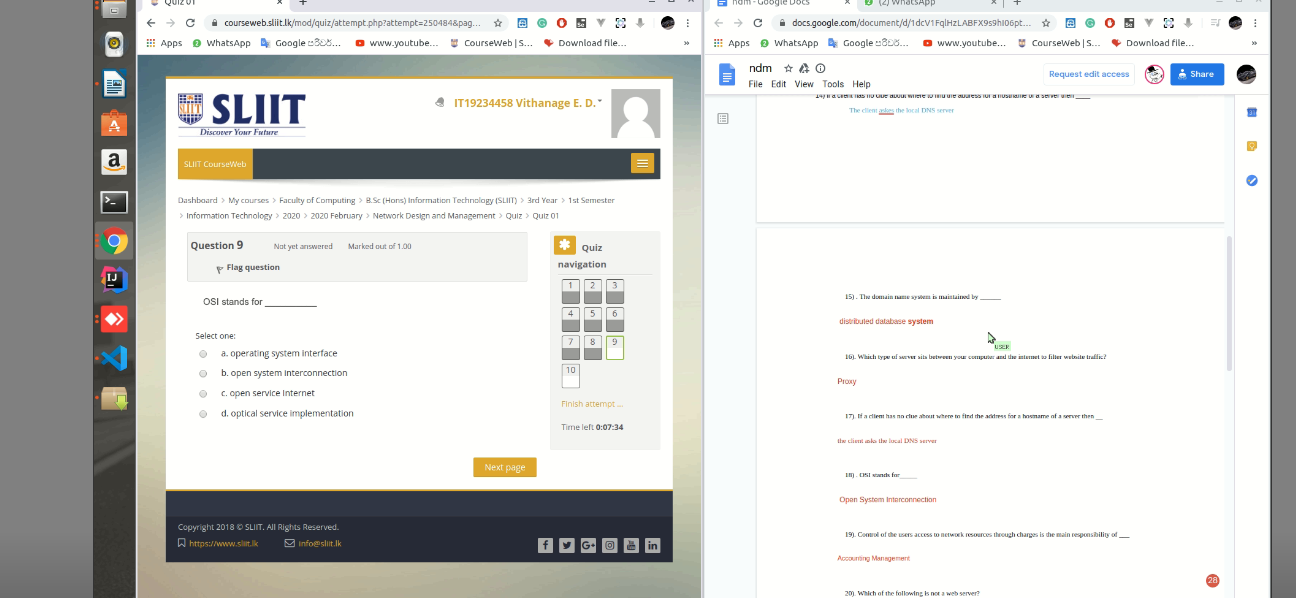 Quiz 01
courseweb.sliit.lk/mod/quiz/attempt.php?attempt=250484&pag...
Apps
WhatsApp
Google පරිවර්...
www.youtube...
CourseWeb | S...
Download file...
»
SLIIT
Discover Your Future
IT19234458 Vithanage E. D.
SLIIT CourseWeb
Dashboard > My courses > Faculty of Computing > B.Sc (Hons) Information Technology (SLIIT) > 3rd Year > 1st Semester
> Information Technology > 2020 > 2020 February > Network Design and Management > Quiz > Quiz 01
Question 9
Not yet answered
Marked out of 1.00
Flag question
OSI stands for ___________
Select one:
a. operating system interface
b. open system interconnection
c. open service Internet
d. optical service implementation
Next page
Quiz
navigation
1 2 3
4 5 6
7 8 9
10
Finish attempt ...
Time left 0:07:34
Copyright 2018 © SLIIT. All Rights Reserved.
https://www.sliit.lk
info@sliit.lk
ndm - Google Docs
(2) WhatsApp
docs.google.com/document/d/1dcV1FqlHzLABFX9s9hI06pt...
Apps
WhatsApp
Google පරිවර්...
www.youtube...
CourseWeb | S...
Download file...
»
ndm
File Edit View Tools Help
Request edit access
Share
14) If a client has no clue about where to find the address for a hostname of a server then ____
The client askes the local DNS server
15) . The domain name system is maintained by ______
distributed database system
USER
16). Which type of server sits between your computer and the internet to filter website traffic?
Proxy
17). If a client has no clue about where to find the address for a hostname of a server then __
the client asks the local DNS server
18) . OSI stands for_____
Open System Interconnection
19). Control of the users access to network resources through charges is the main responsibility of ___
Accounting Management
28
20). Which of the following is not a web server?